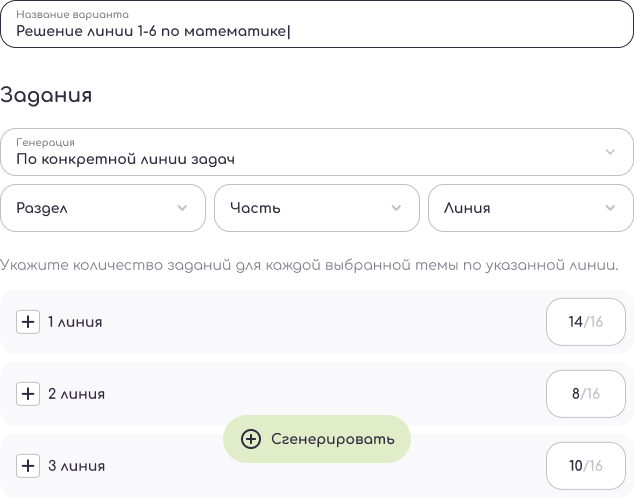 Название варианта
Решение линии 1-6 по математике
Задания
Генерация
По конкретной линии задач
Раздел
Часть
Линия
Укажите количество заданий для каждой выбранной темы по указанной линии.
1 линия
14/16
2 линия
8/16
Сгенерировать
3 линия
10/16